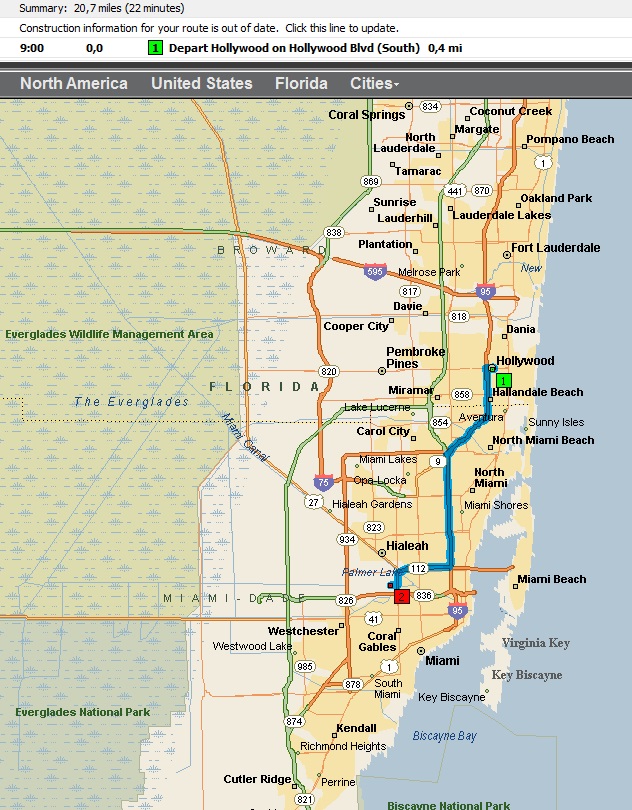 Summary: 20,7 miles (22 minutes)
Construction information for your route is out of date. Click this line to update.
9:00 0,0 1 Depart Hollywood on Hollywood Blvd (South) 0,4 mi
North America United States Florida Cities
Coral Springs
834
Coconut Creek
Margate
North
Lauderdale
Pompano Beach
1
Tamarac
869
441
870
Sunrise
Oakland Park
Lauderhill
Lauderdale Lakes
838
BROWARD
Plantation
Fort Lauderdale
595
Melrose Park
New
817
95
Davie
818
Cooper City
Dania
Everglades Wildlife Management Area
Pembroke
Pines
Hollywood
820
1
FLORIDA
Miramar
858
Hallandale Beach
The Everglades
Lake Lucerne
Aventura
Miami Canal
854
Sunny Isles
Carol City
North Miami Beach
Miami Lakes
9
North
Miami
75
Opa-Locka
27
Hialeah Gardens
Miami Shores
823
934
Hialeah
Palmer Lake
112
Miami Beach
MIAMI-DADE
826
2
836
95
41
Westchester
Coral
Gables
Virginia Key
Westwood Lake
Miami
985
1
Key Biscayne
878
South
Miami
Key Biscayne
Everglades National Park
874
Kendall
Biscayne Bay
Richmond Heights
Cutler Ridge
Perrine
821
Biscayne National Park